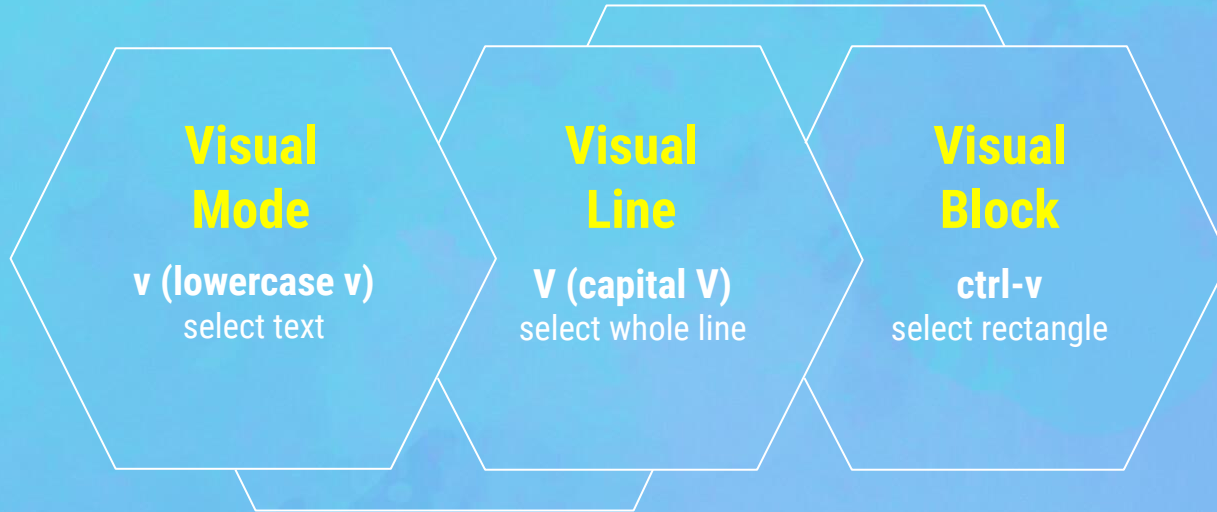 Visual
Mode
v (lowercase v)
select text
Visual
Line
V (capital V)
select whole line
Visual
Block
ctrl-v
select rectangle